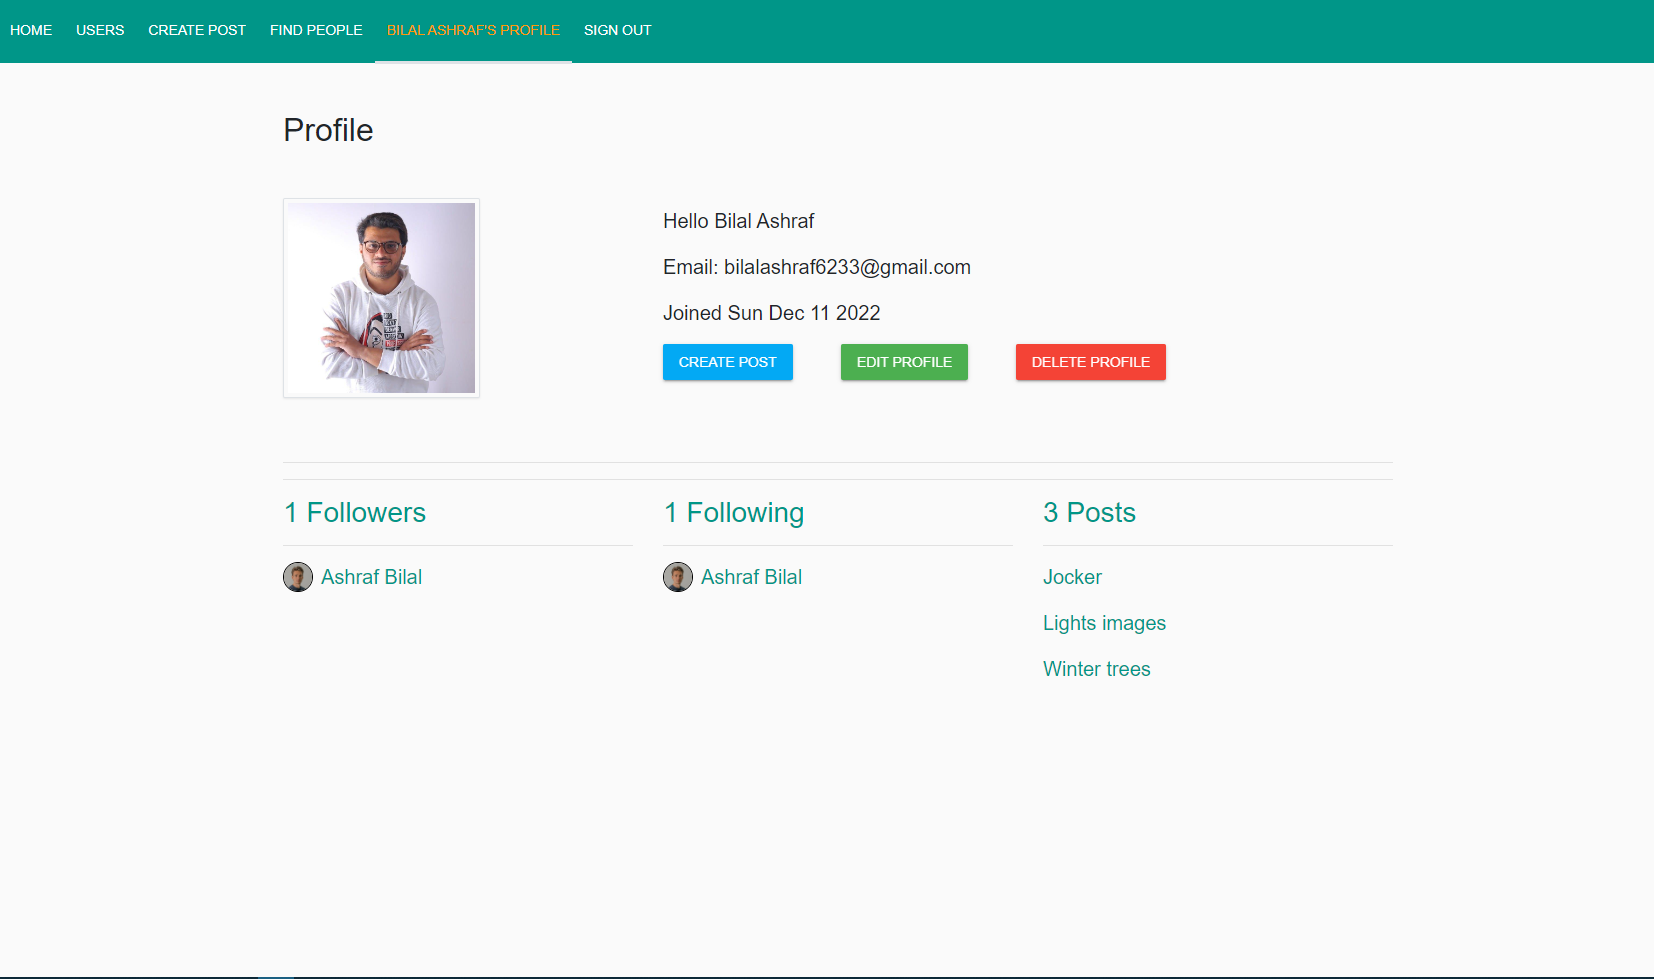 HOME USERS CREATE POST FIND PEOPLE BILAL ASHRAF'S PROFILE SIGN OUT
Profile
Hello Bilal Ashraf
Email: bilalashraf6233@gmail.com
Joined Sun Dec 11 2022
CREATE POST EDIT PROFILE DELETE PROFILE
1 Followers
Ashraf Bilal
1 Following
Ashraf Bilal
3 Posts
Jocker
Lights images
Winter trees